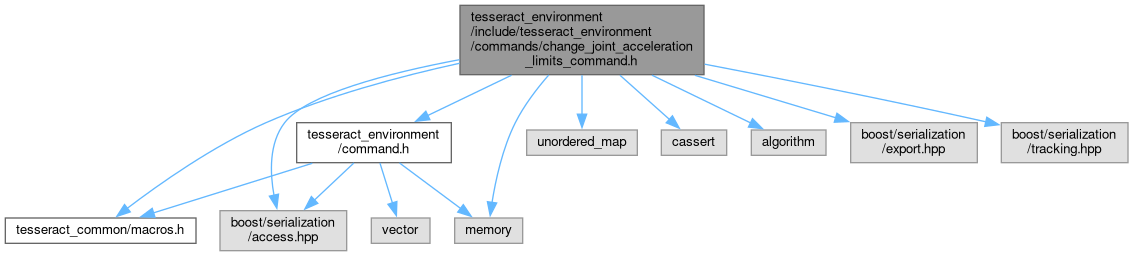 tesseract_environment
/include/tesseract_environment
/commands/change_joint_acceleration
_limits_command.h
tesseract_environment
/command.h
unordered_map
cassert
algorithm
boost/serialization
/export.hpp
boost/serialization
/tracking.hpp
tesseract_common/macros.h
boost/serialization
/access.hpp
vector
memory